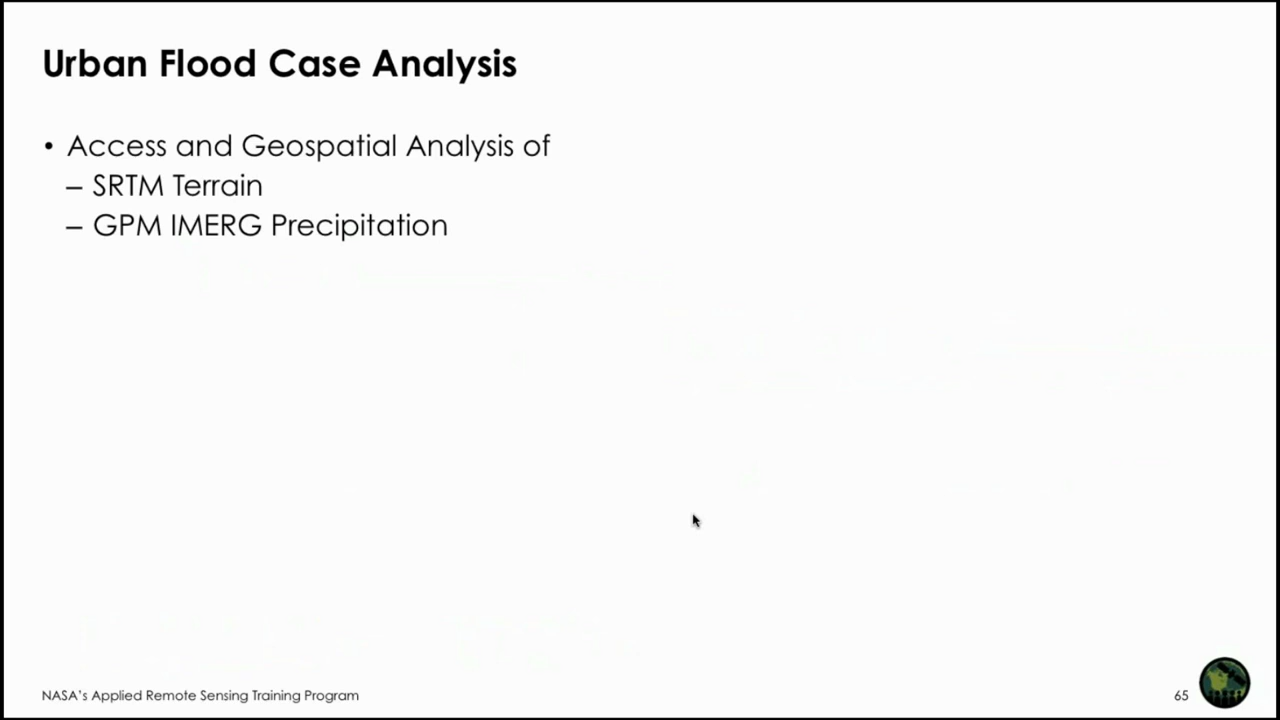 Urban Flood Case Analysis
• Access and Geospatial Analysis of
– SRTM Terrain
– GPM IMERG Precipitation
NASA's Applied Remote Sensing Training Program
65